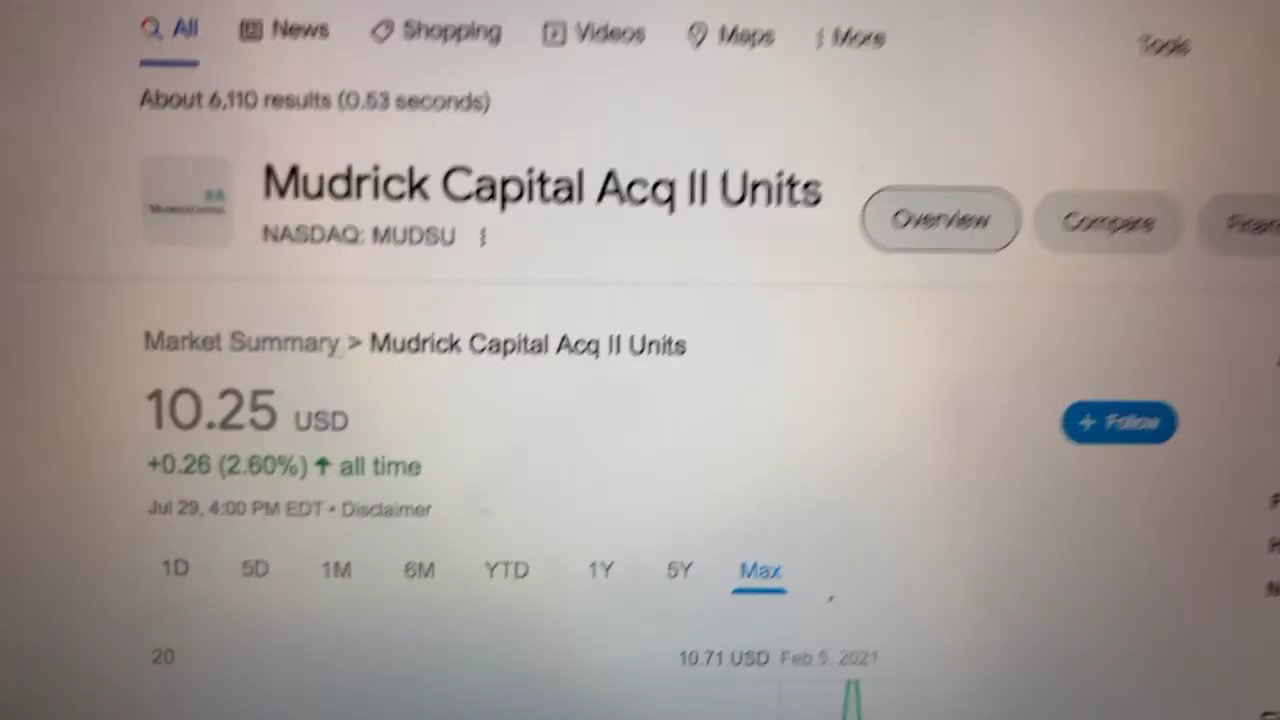 All News Shopping Videos Maps More Tools
About 6,110 results (0.53 seconds)
Mudrick Capital Acq II Units
NASDAQ: MUDSU
Overview Compare
Market Summary > Mudrick Capital Acq II Units
10.25 USD
+ Follow
+0.26 (2.60%) ↑ all time
Jul 29, 4:00 PM EDT • Disclaimer
1D 5D 1M 6M YTD 1Y 5Y Max
20
10.71 USD Feb 5, 2021